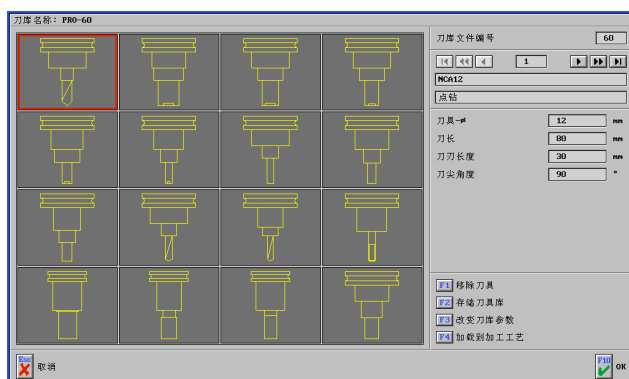 刀库名称: PRO-60
刀库文件编号 60
1
NCA12
点钻
刀具-ø 12 mm
刀长 80 mm
刀刃长度 30 mm
刀尖角度 90 °
F1 移除刀具
F2 存储刀具库
F3 改变刀库参数
F4 加载到加工工艺
Esc 取消
F10 OK